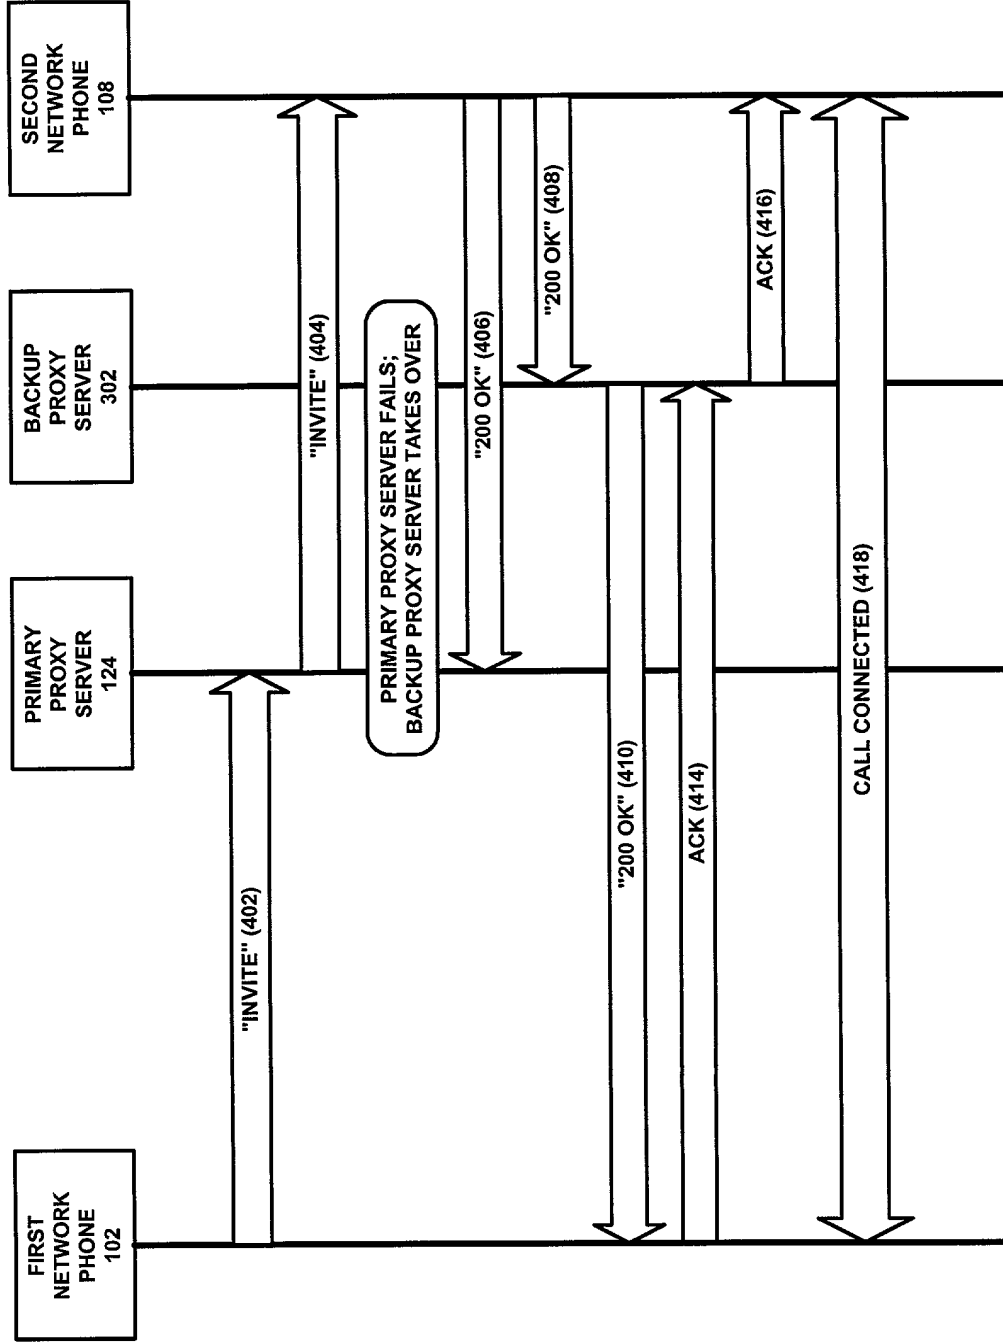 FIRST
NETWORK
PHONE
102
PRIMARY
PROXY
SERVER
124
BACKUP
PROXY
SERVER
302
SECOND
NETWORK
PHONE
108
"INVITE" (402)
"INVITE" (404)
PRIMARY PROXY SERVER FAILS;
BACKUP PROXY SERVER TAKES OVER
"200 OK" (406)
"200 OK" (408)
"200 OK" (410)
ACK (414)
ACK (416)
CALL CONNECTED (418)